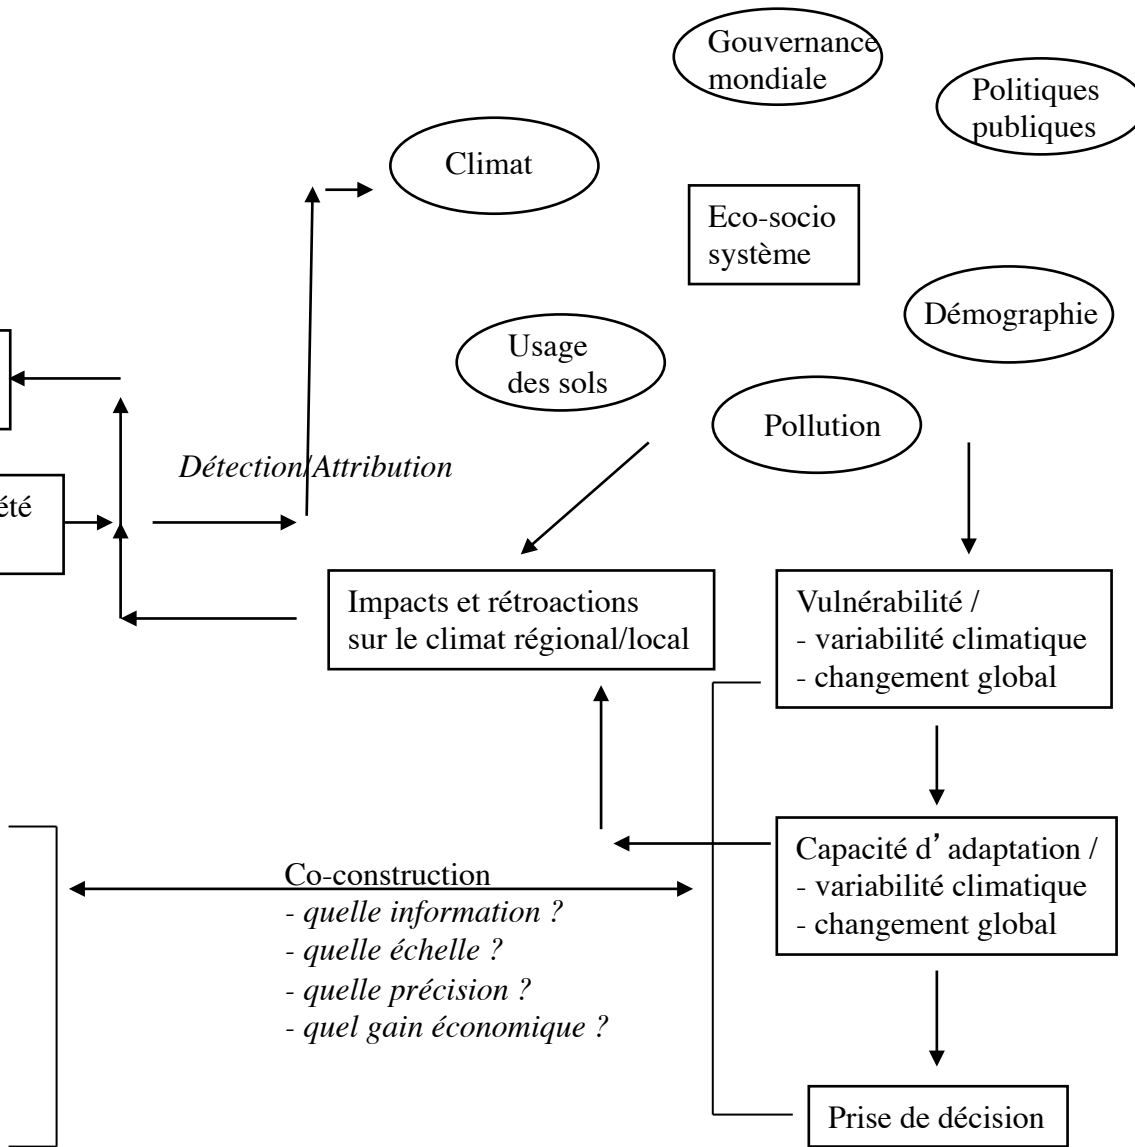 Gouvernance
mondiale
Politiques
publiques
Climat
Eco-socio
système
Démographie
Usage
des sols
Pollution
Détection/Attribution
été
Impacts et rétroactions
sur le climat régional/local
Vulnérabilité /
- variabilité climatique
- changement global
Capacité d’ adaptation /
- variabilité climatique
- changement global
Co-construction
- quelle information ?
- quelle échelle ?
- quelle précision ?
- quel gain économique ?
Prise de décision